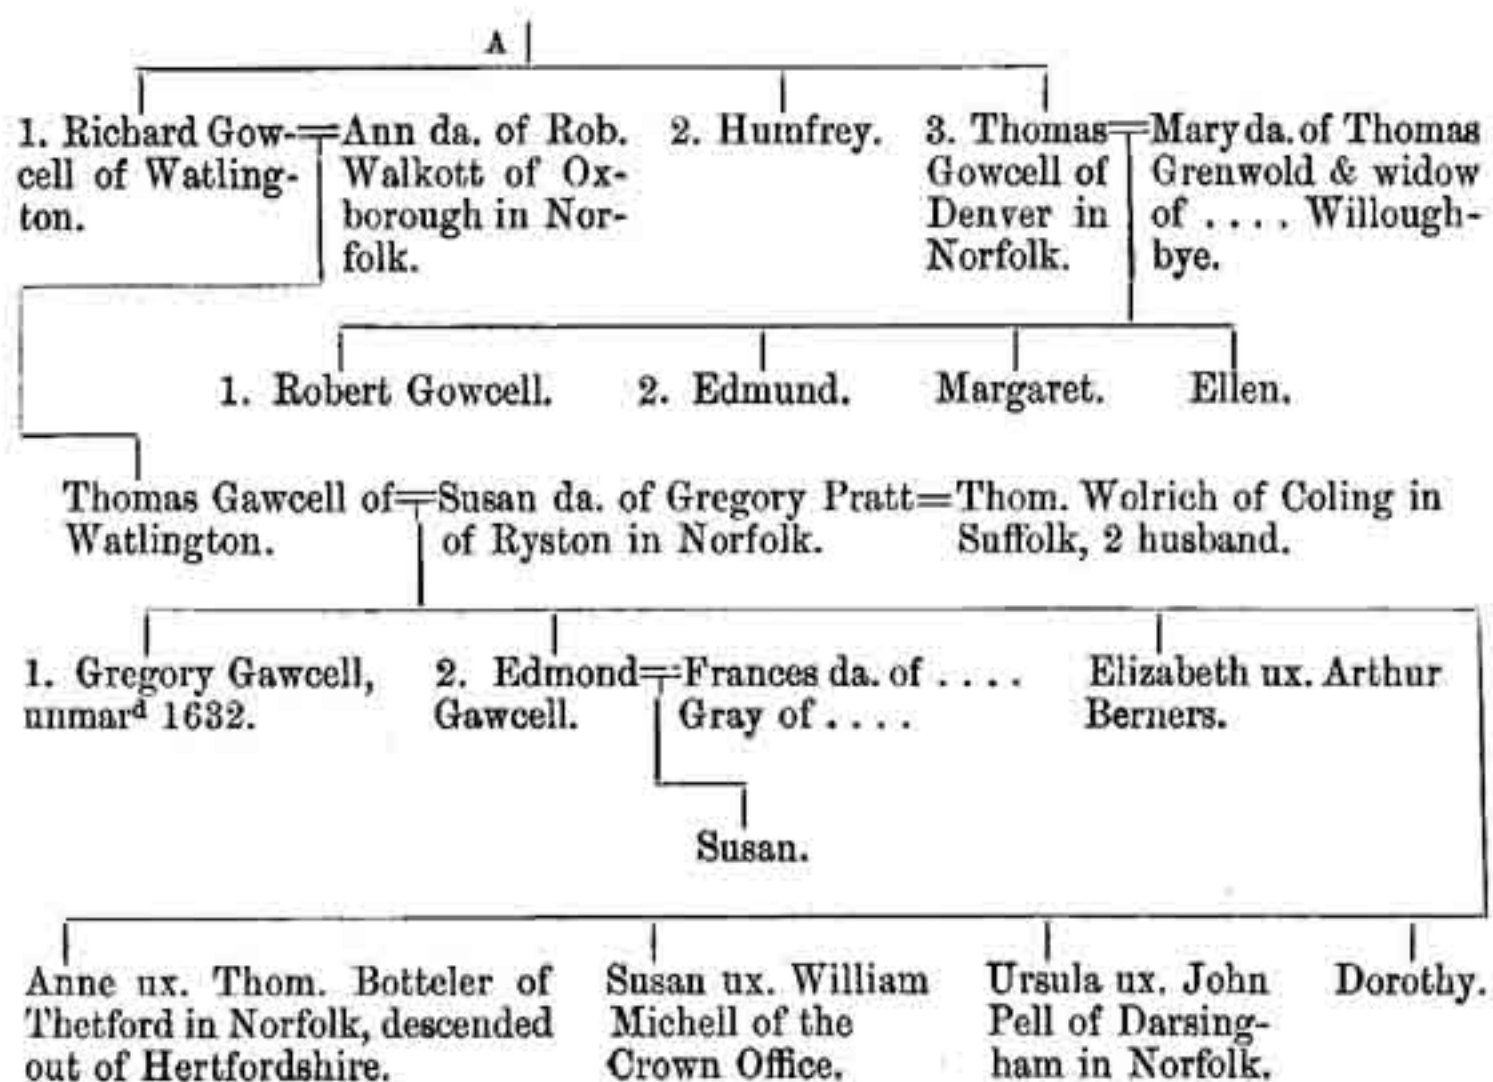 A
1. Richard Gow-
cell of Watling-
ton.
Ann da. of Rob.
Walkott of Ox-
borough in Nor-
folk.
2. Humfrey.
3. Thomas
Gowcell of
Denver in
Norfolk.
Mary da. of Thomas
Grenwold & widow
of .... Willough-
bye.
1. Robert Gowcell.
2. Edmund.
Margaret.
Ellen.
Thomas Gawcell of
Watlington.
Susan da. of Gregory Pratt
of Ryston in Norfolk.
Thom. Wolrich of Coling in
Suffolk, 2 husband.
1. Gregory Gawcell,
unmarᵈ 1632.
2. Edmond
Gawcell.
Frances da. of ....
Gray of ....
Elizabeth ux. Arthur
Berners.
Susan.
Anne ux. Thom. Botteler of
Thetford in Norfolk, descended
out of Hertfordshire.
Susan ux. William
Michell of the
Crown Office.
Ursula ux. John
Pell of Darsing-
ham in Norfolk.
Dorothy.